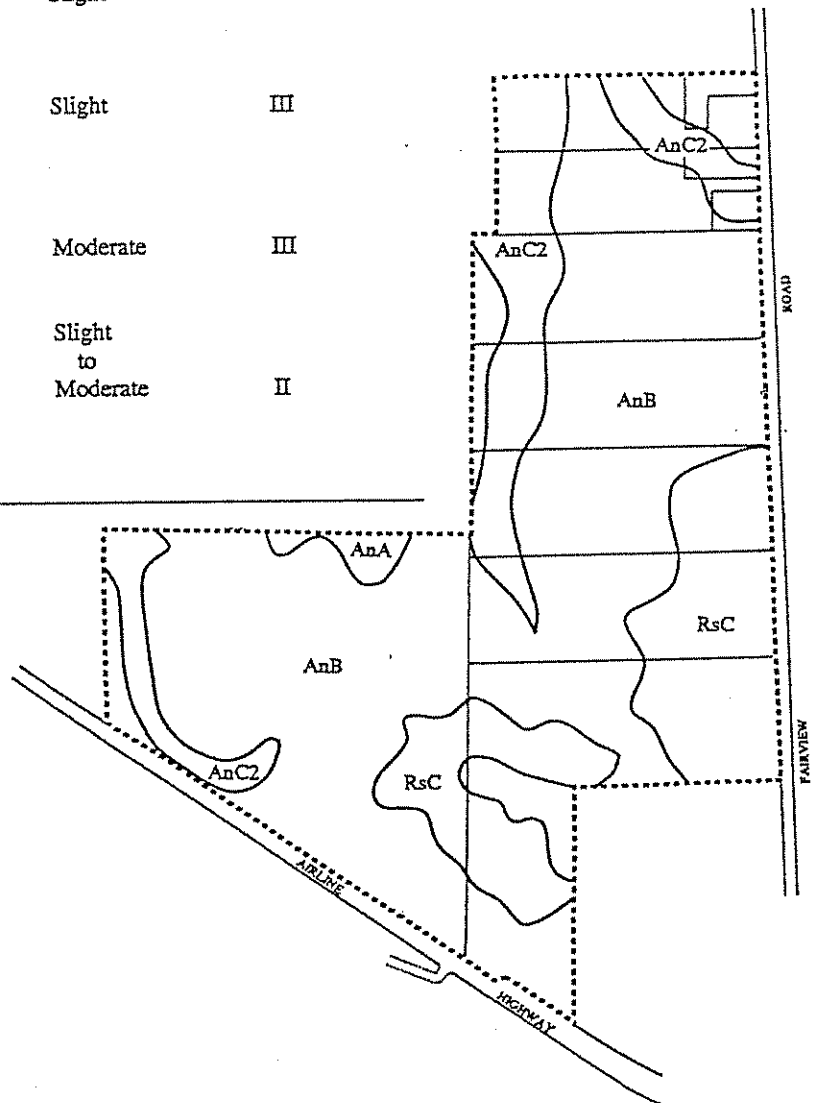 Slight III
Moderate III
Slight
to
Moderate II
AnC2
AnC2
ROAD
AnB
AnA
RsC
AnB
AnC2
RsC
FAIRVIEW
AIRLINE
HIGHWAY